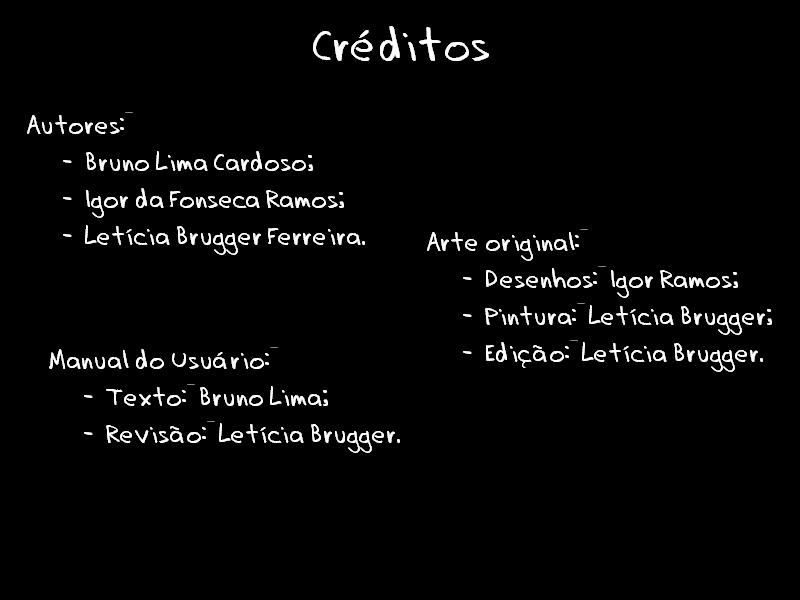 Créditos
Autores:
- Bruno Lima Cardoso;
- Igor da Fonseca Ramos;
- Letícia Brugger Ferreira.
Arte original:
- Desenhos: Igor Ramos;
- Pintura: Letícia Brugger;
- Edição: Letícia Brugger.
Manual do Usuário:
- Texto: Bruno Lima;
- Revisão: Letícia Brugger.